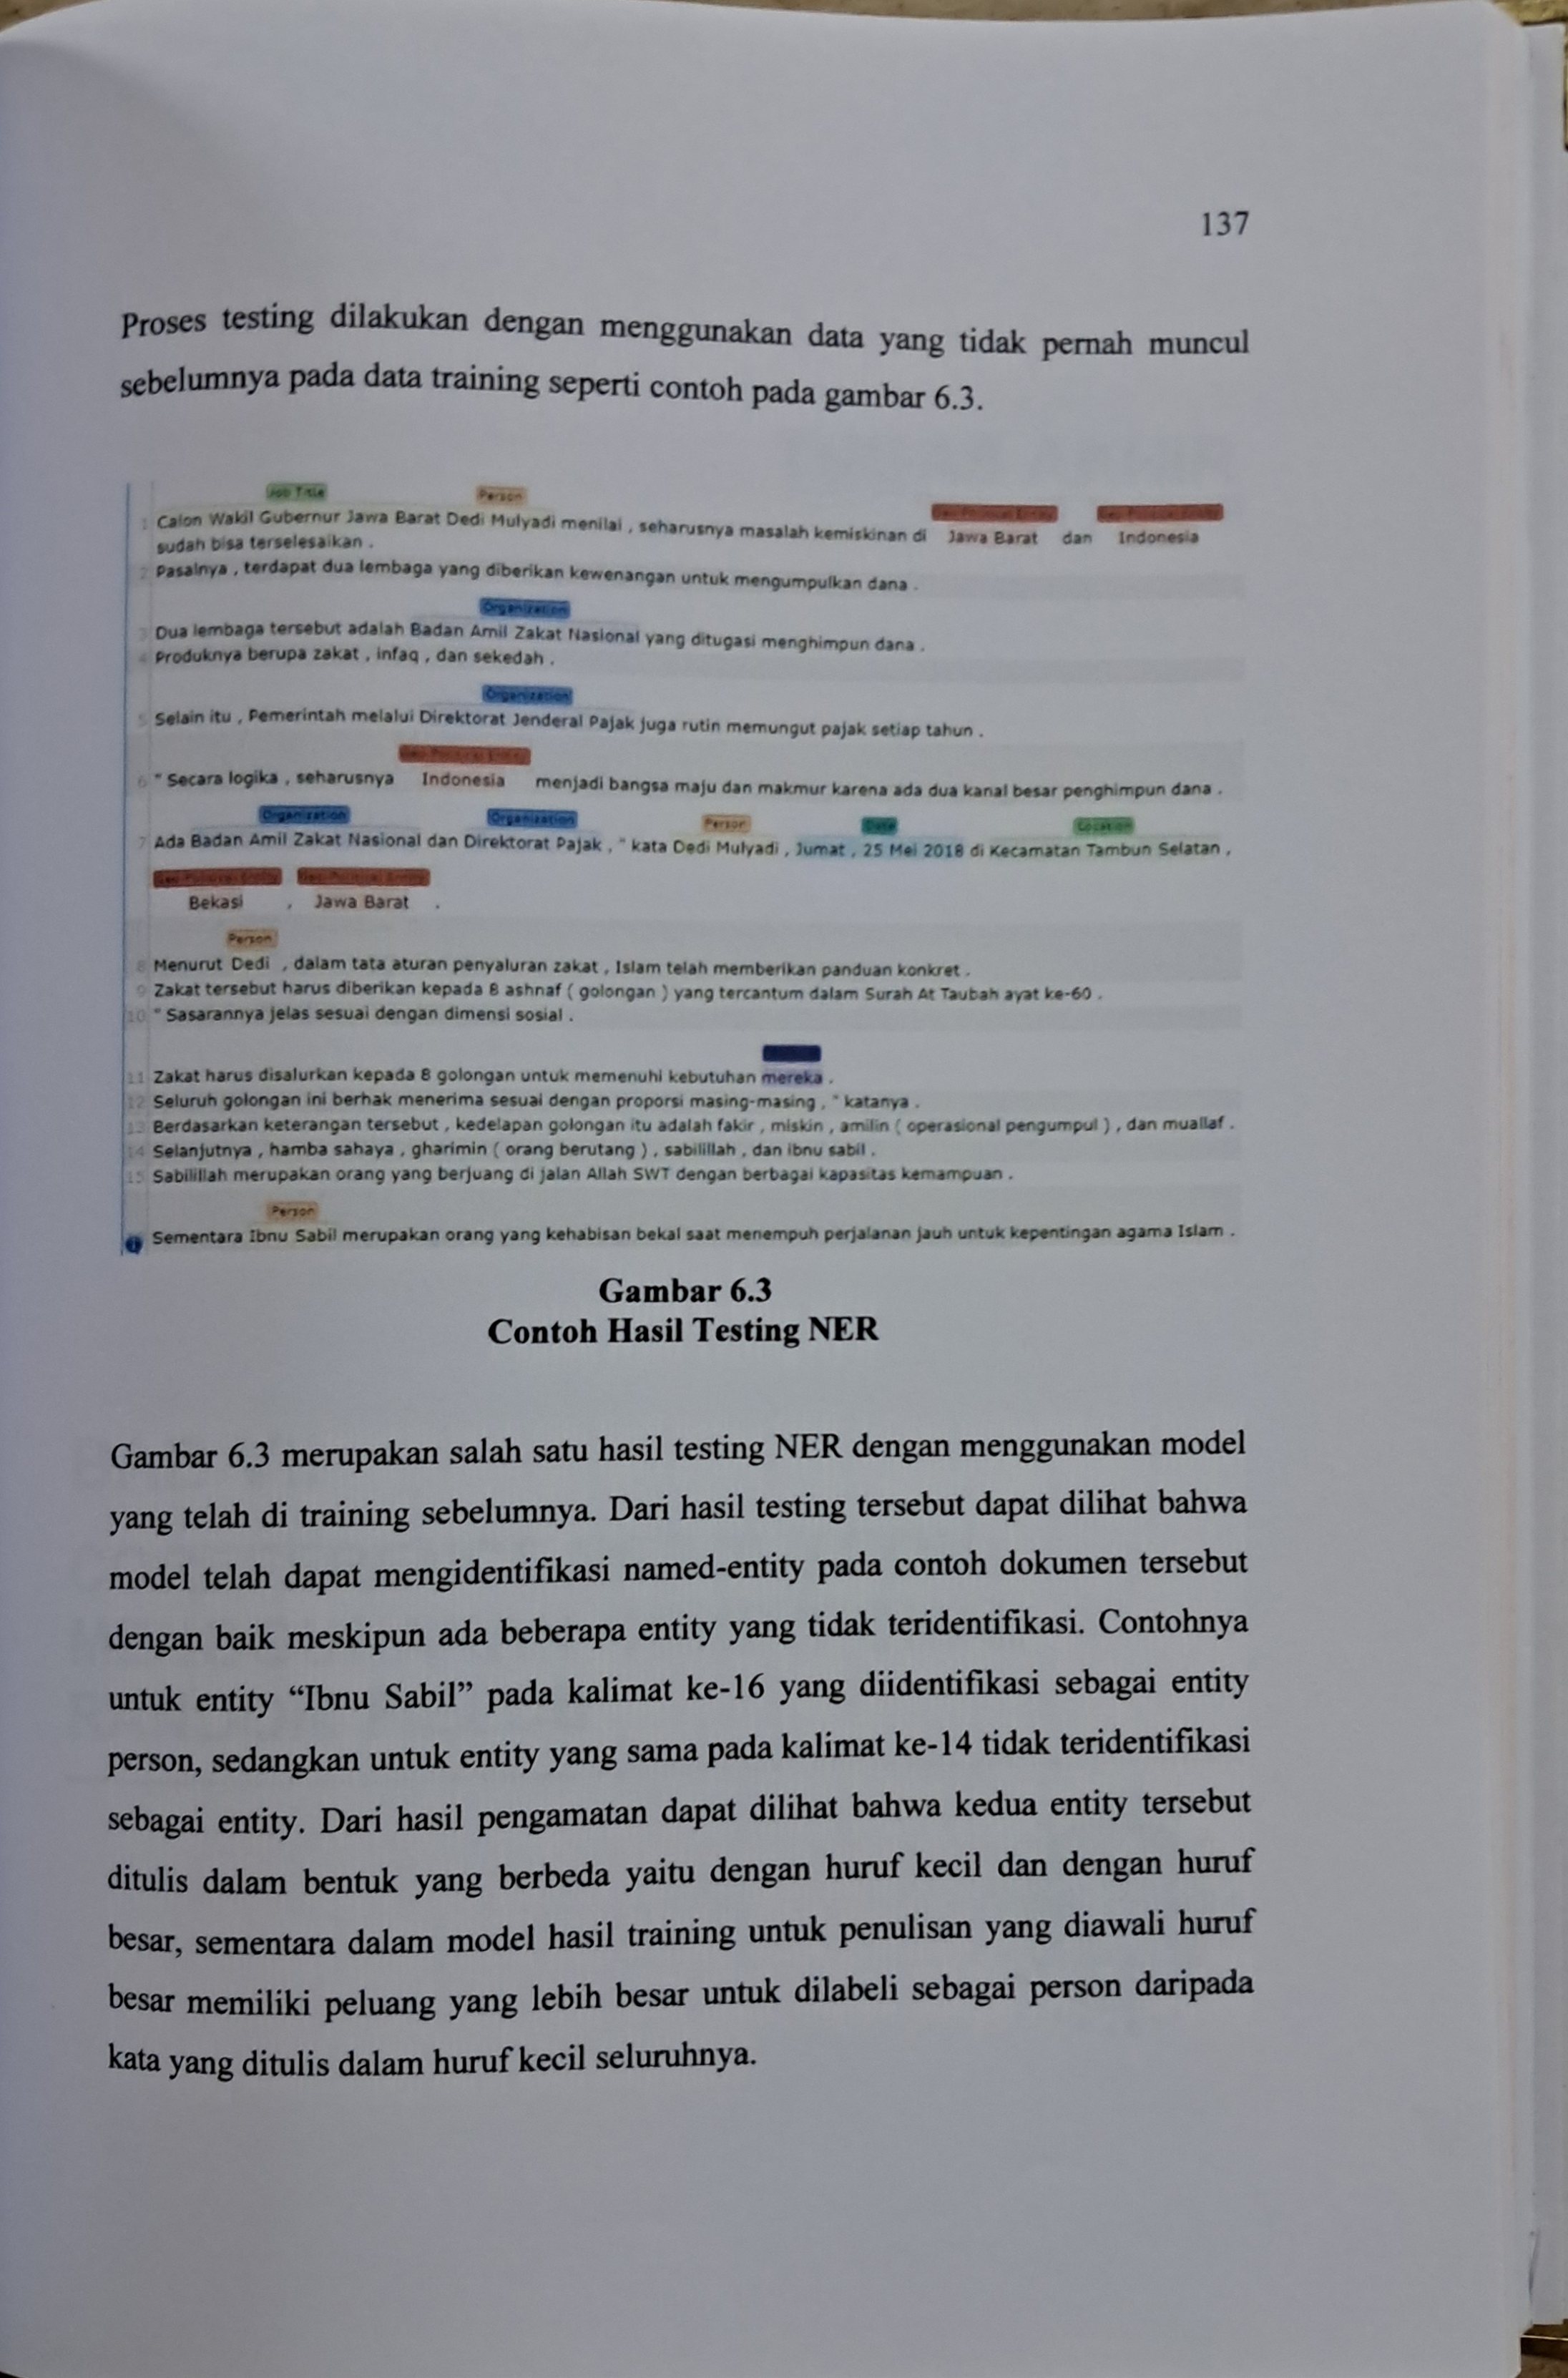 137
Proses testing dilakukan dengan menggunakan data yang tidak pernah muncul
sebelumnya pada data training seperti contoh pada gambar 6.3.
Job Title Person
1 Calon Wakil Gubernur Jawa Barat Dedi Mulyadi menilai , seharusnya masalah kemiskinan di Jawa Barat dan Indonesia
sudah bisa terselesaikan .
2 Pasalnya , terdapat dua lembaga yang diberikan kewenangan untuk mengumpulkan dana .
Organization
3 Dua lembaga tersebut adalah Badan Amil Zakat Nasional yang ditugasi menghimpun dana .
4 Produknya berupa zakat , infaq , dan sekedah .
Organization
5 Selain itu , Pemerintah melalui Direktorat Jenderal Pajak juga rutin memungut pajak setiap tahun .
Geo Political Entity
6 " Secara logika , seharusnya Indonesia menjadi bangsa maju dan makmur karena ada dua kanal besar penghimpun dana .
Organization Organization Person Date Location
7 Ada Badan Amil Zakat Nasional dan Direktorat Pajak , " kata Dedi Mulyadi , Jumat , 25 Mei 2018 di Kecamatan Tambun Selatan ,
Geo Political Entity Geo Political Entity
Bekasi , Jawa Barat .
Person
8 Menurut Dedi , dalam tata aturan penyaluran zakat , Islam telah memberikan panduan konkret .
9 Zakat tersebut harus diberikan kepada 8 ashnaf ( golongan ) yang tercantum dalam Surah At Taubah ayat ke-60 .
10 " Sasarannya jelas sesuai dengan dimensi sosial .
11 Zakat harus disalurkan kepada 8 golongan untuk memenuhi kebutuhan mereka .
12 Seluruh golongan ini berhak menerima sesuai dengan proporsi masing-masing , " katanya .
13 Berdasarkan keterangan tersebut , kedelapan golongan itu adalah fakir , miskin , amilin ( operasional pengumpul ) , dan muallaf .
14 Selanjutnya , hamba sahaya , gharimin ( orang berutang ) , sabilillah , dan ibnu sabil .
15 Sabilillah merupakan orang yang berjuang di jalan Allah SWT dengan berbagai kapasitas kemampuan .
Person
Sementara Ibnu Sabil merupakan orang yang kehabisan bekal saat menempuh perjalanan jauh untuk kepentingan agama Islam .
Gambar 6.3
Contoh Hasil Testing NER
Gambar 6.3 merupakan salah satu hasil testing NER dengan menggunakan model
yang telah di training sebelumnya. Dari hasil testing tersebut dapat dilihat bahwa
model telah dapat mengidentifikasi named-entity pada contoh dokumen tersebut
dengan baik meskipun ada beberapa entity yang tidak teridentifikasi. Contohnya
untuk entity “Ibnu Sabil” pada kalimat ke-16 yang diidentifikasi sebagai entity
person, sedangkan untuk entity yang sama pada kalimat ke-14 tidak teridentifikasi
sebagai entity. Dari hasil pengamatan dapat dilihat bahwa kedua entity tersebut
ditulis dalam bentuk yang berbeda yaitu dengan huruf kecil dan dengan huruf
besar, sementara dalam model hasil training untuk penulisan yang diawali huruf
besar memiliki peluang yang lebih besar untuk dilabeli sebagai person daripada
kata yang ditulis dalam huruf kecil seluruhnya.